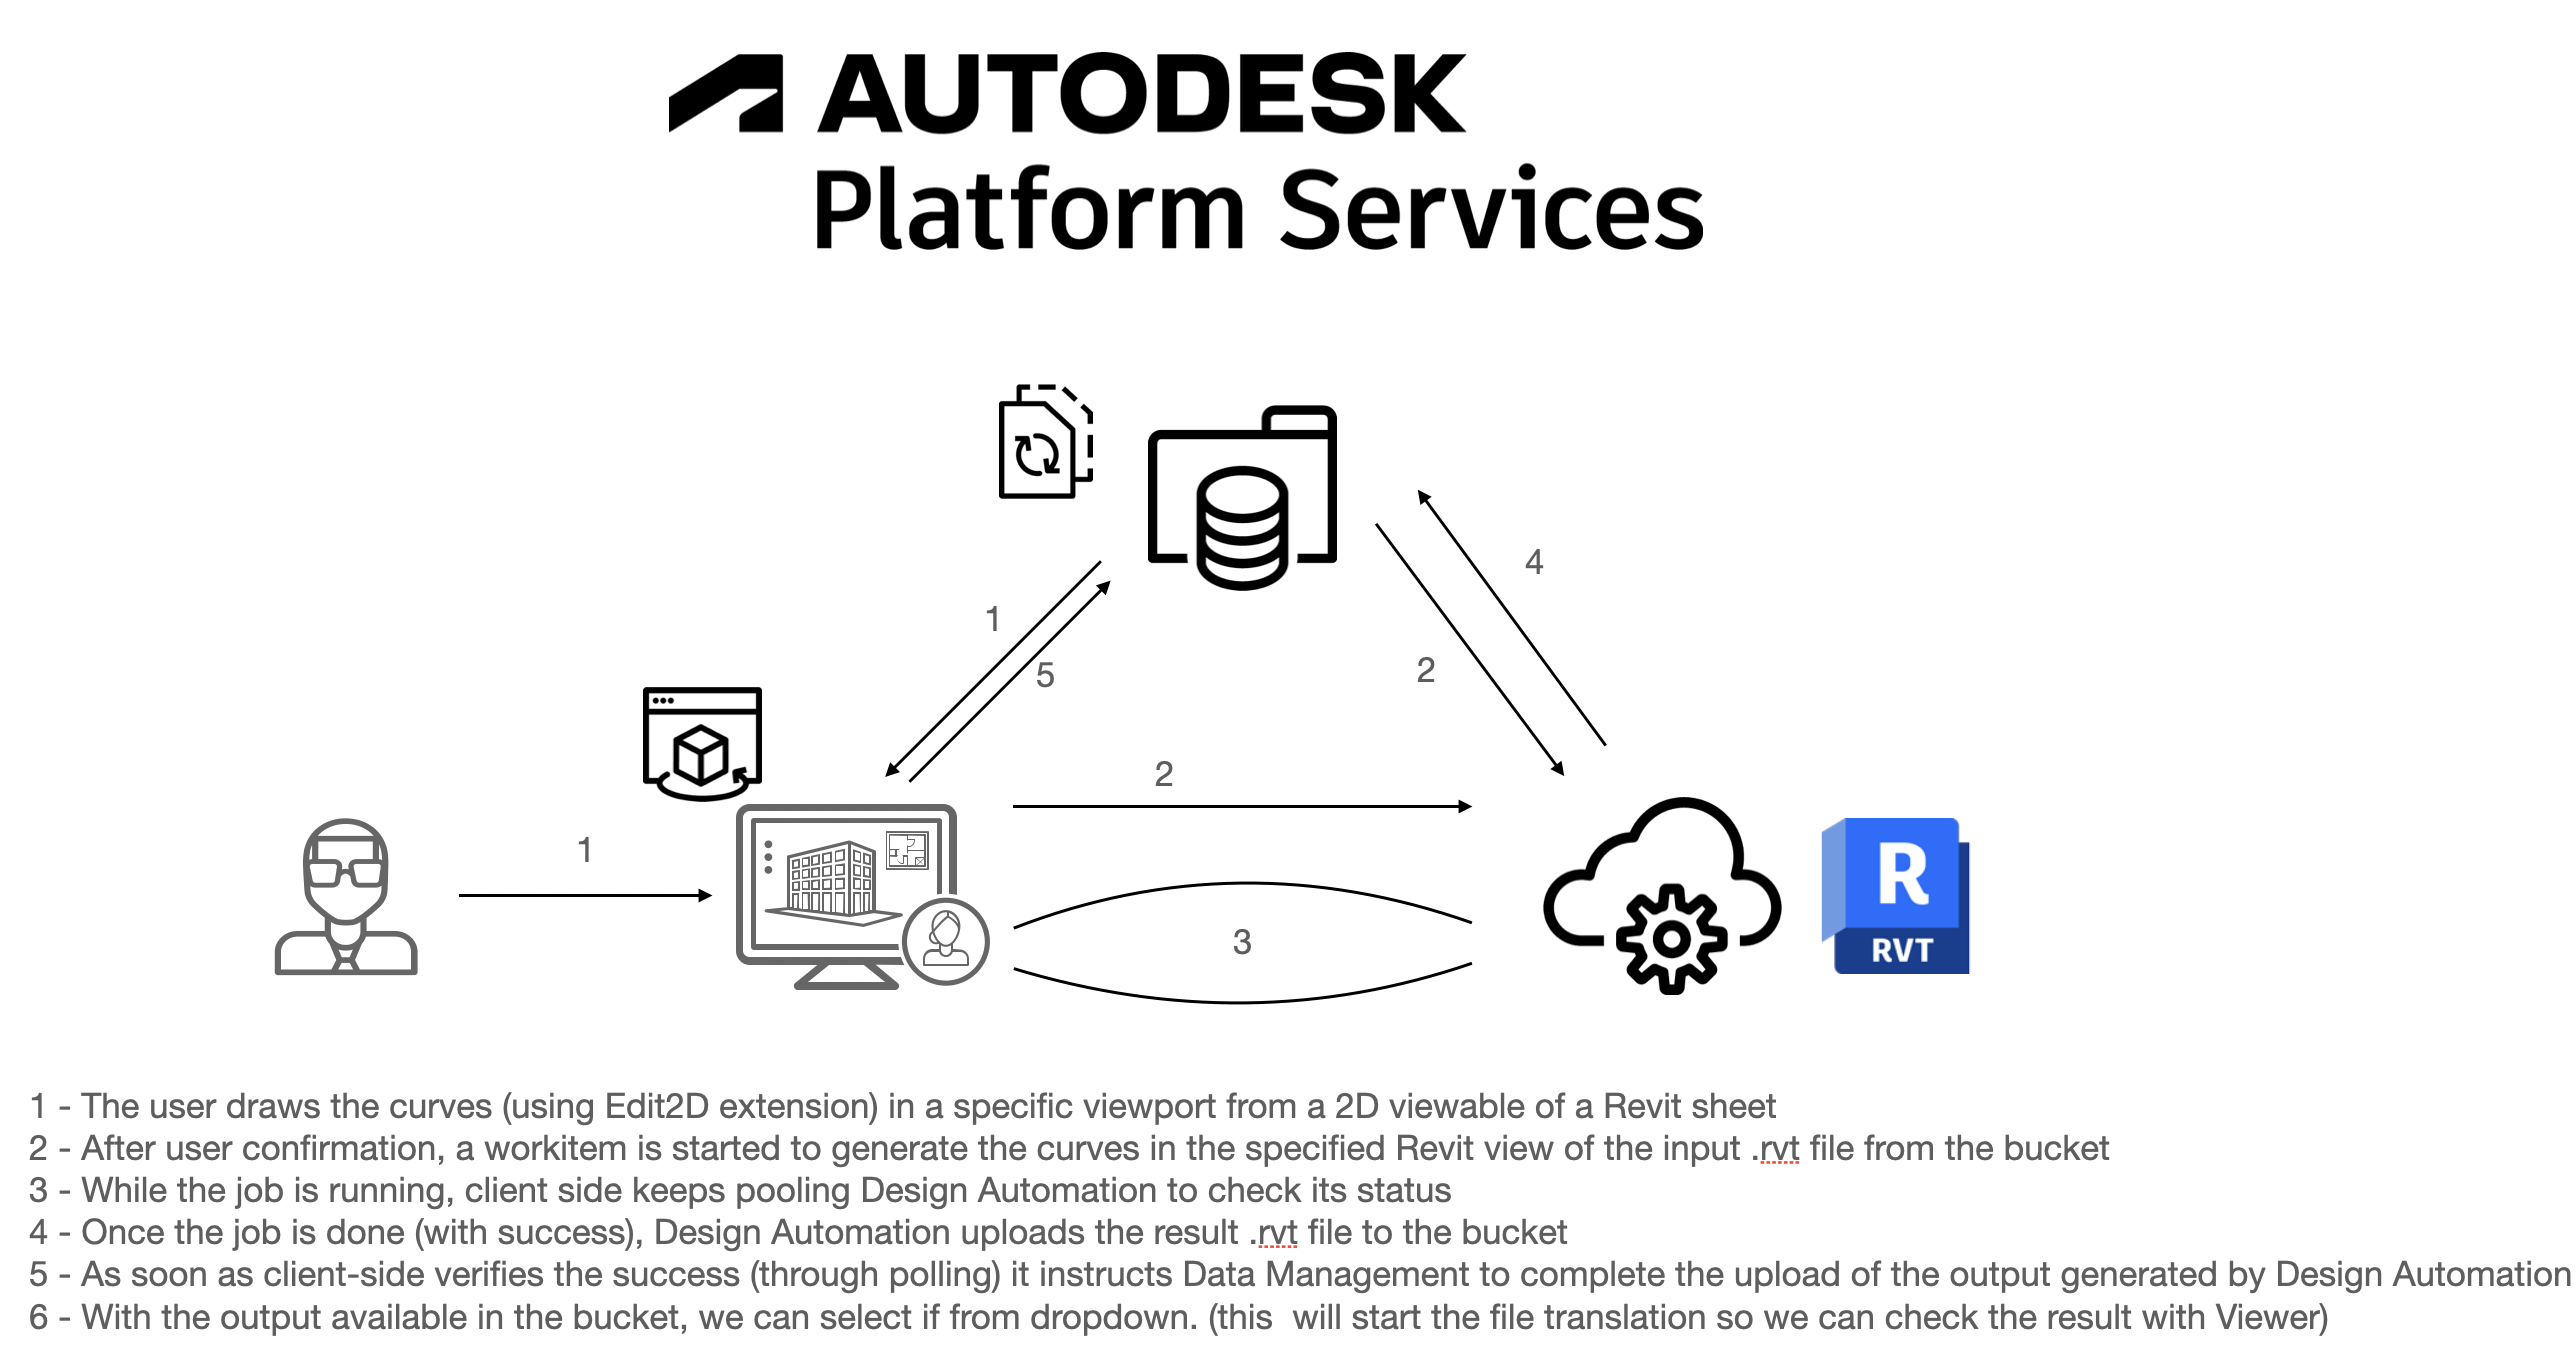 AUTODESK
Platform Services
4
1
5
2
2
1
3
R
RVT
1 - The user draws the curves (using Edit2D extension) in a specific viewport from a 2D viewable of a Revit sheet
2 - After user confirmation, a workitem is started to generate the curves in the specified Revit view of the input .rvt file from the bucket
3 - While the job is running, client side keeps pooling Design Automation to check its status
4 - Once the job is done (with success), Design Automation uploads the result .rvt file to the bucket
5 - As soon as client-side verifies the success (through polling) it instructs Data Management to complete the upload of the output generated by Design Automation
6 - With the output available in the bucket, we can select if from dropdown. (this  will start the file translation so we can check the result with Viewer)